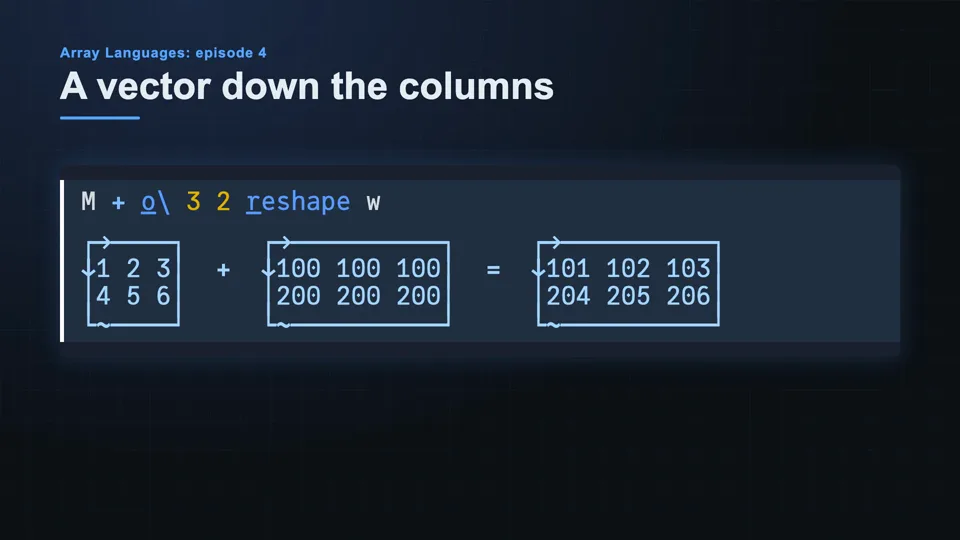 Array Languages: episode 4
A vector down the columns
M + o\ 3 2 reshape w
┌→─────┐   ┌→──────────┐   ┌→──────────┐
↓1 2 3│ + ↓100 100 100│ = ↓101 102 103│
│4 5 6│   │200 200 200│   │204 205 206│
└~─────┘   └~──────────┘   └~──────────┘